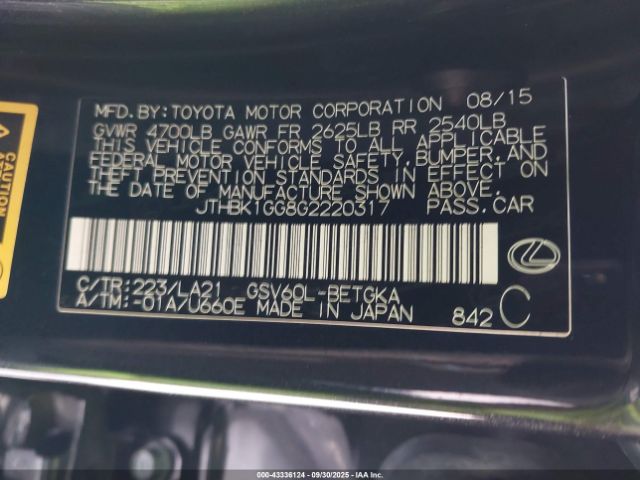 MFD.BY:TOYOTA MOTOR CORPORATION 08/15
GVWR 4700LB GAWR FR 2625LB RR 2540LB
THIS VEHICLE CONFORMS TO ALL APPLICABLE
FEDERAL MOTOR VEHICLE SAFETY, BUMPER, AND
THEFT PREVENTION STANDARDS IN EFFECT ON
THE DATE OF MANUFACTURE SHOWN ABOVE.
JTHBK1GG8G2220317 PASS.CAR
C/TR:223/LA21 GSV60L-BETGKA
A/TM:-01A/U660E MADE IN JAPAN 842 C
CAUTION
000-43336124 | 09/30/2025 | IAA Inc.